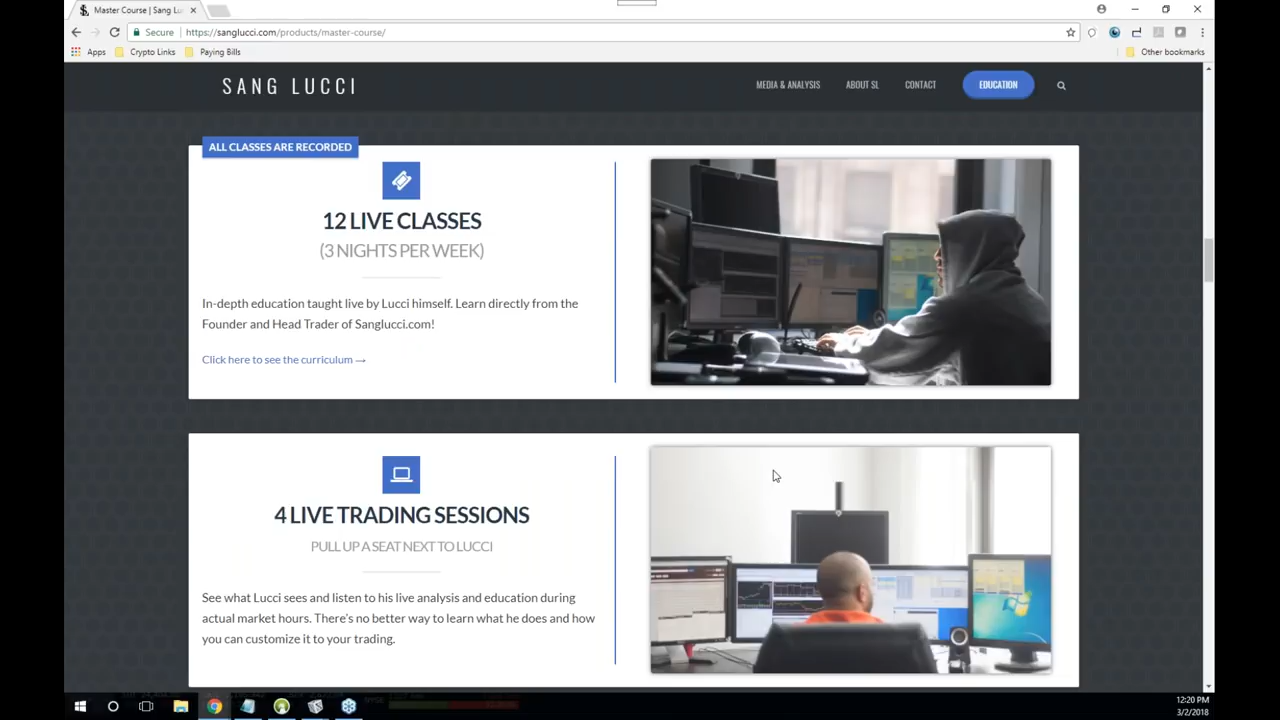 Master Course | Sang Lu
Secure
https://sanglucci.com/products/master-course/
Apps
Crypto Links
Paying Bills
Other bookmarks
SANG LUCCI
MEDIA & ANALYSIS
ABOUT SL
CONTACT
EDUCATION
ALL CLASSES ARE RECORDED
12 LIVE CLASSES
(3 NIGHTS PER WEEK)
In-depth education taught live by Lucci himself. Learn directly from the
Founder and Head Trader of Sanglucci.com!
Click here to see the curriculum →
4 LIVE TRADING SESSIONS
PULL UP A SEAT NEXT TO LUCCI
See what Lucci sees and listen to his live analysis and education during
actual market hours. There's no better way to learn what he does and how
you can customize it to your trading.
12:20 PM
3/2/2018